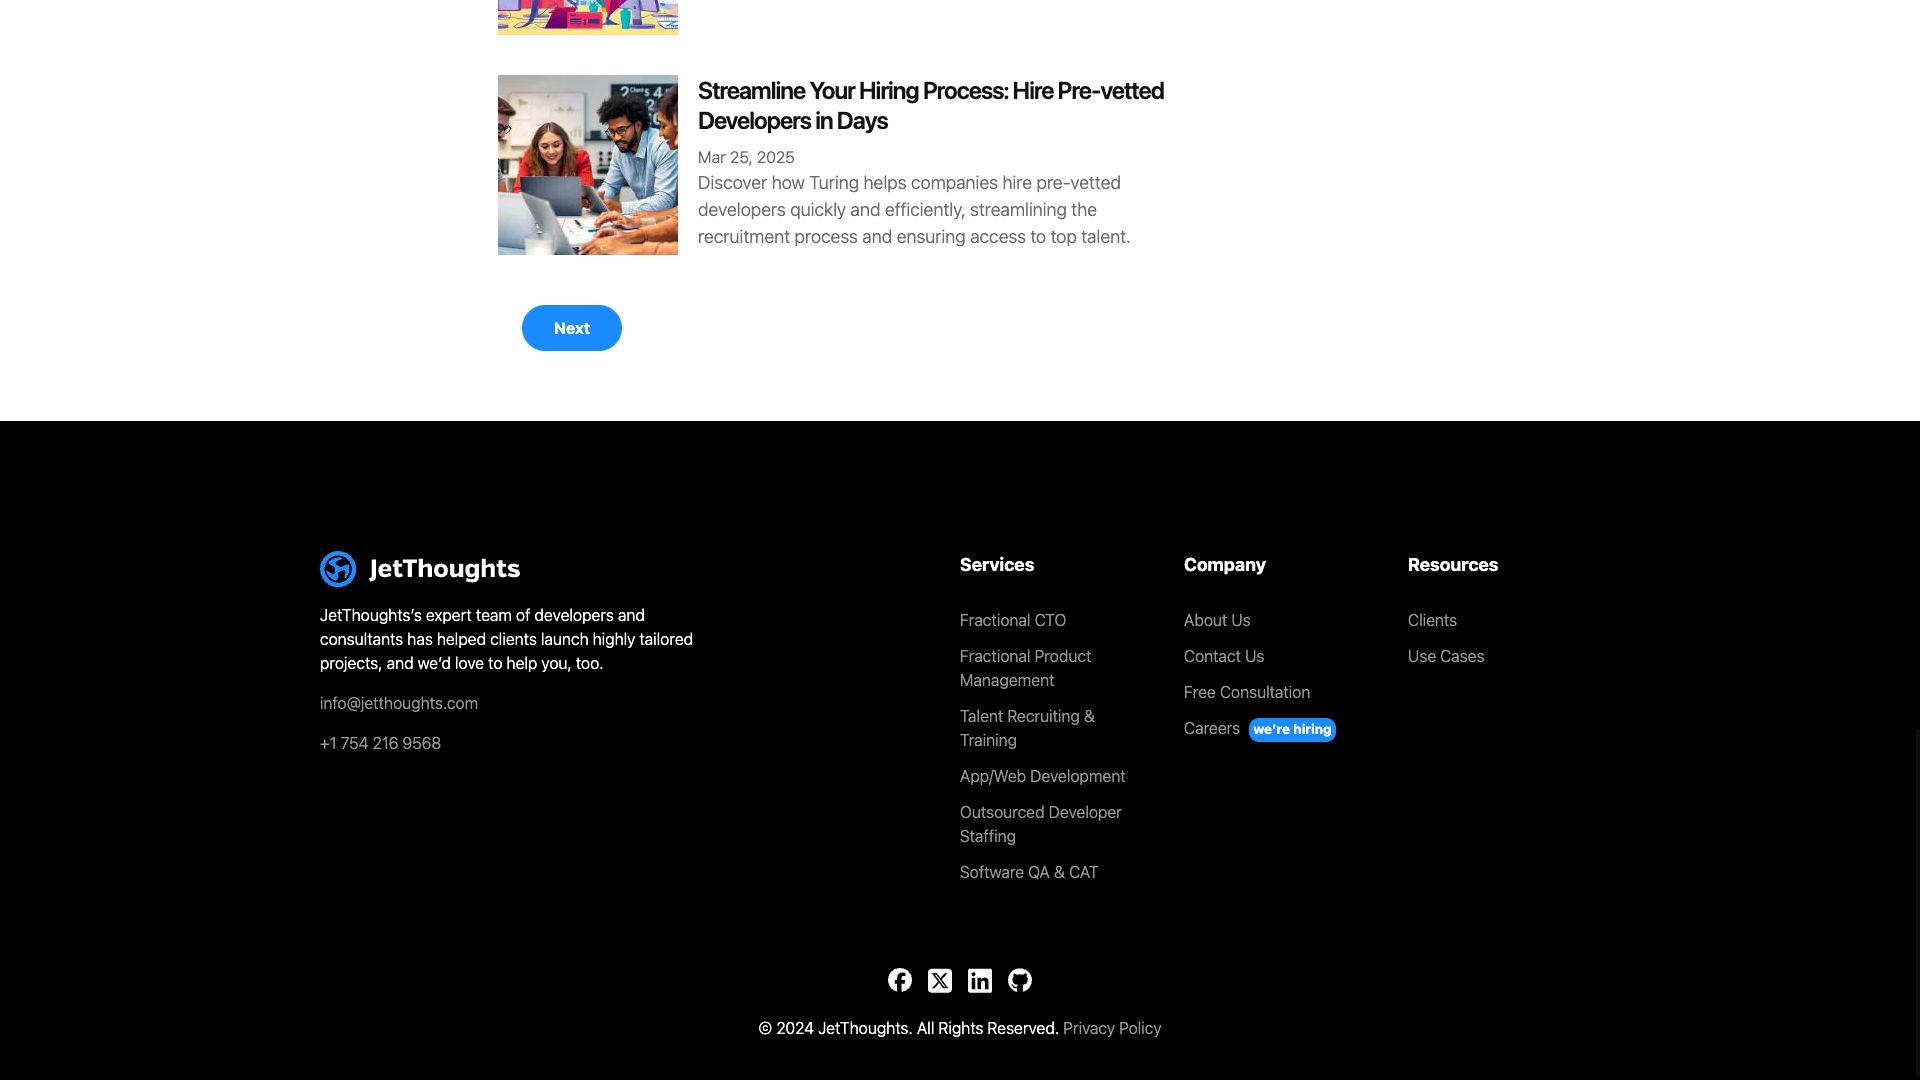 Streamline Your Hiring Process: Hire Pre-vetted
Developers in Days
Mar 25, 2025
Discover how Turing helps companies hire pre-vetted
developers quickly and efficiently, streamlining the
recruitment process and ensuring access to top talent.
Next
JetThoughts
JetThoughts’s expert team of developers and
consultants has helped clients launch highly tailored
projects, and we’d love to help you, too.
info@jetthoughts.com
+1 754 216 9568
Services
Fractional CTO
Fractional Product
Management
Talent Recruiting &
Training
App/Web Development
Outsourced Developer
Staffing
Software QA & CAT
Company
About Us
Contact Us
Free Consultation
Careers we’re hiring
Resources
Clients
Use Cases
© 2024 JetThoughts. All Rights Reserved. Privacy Policy